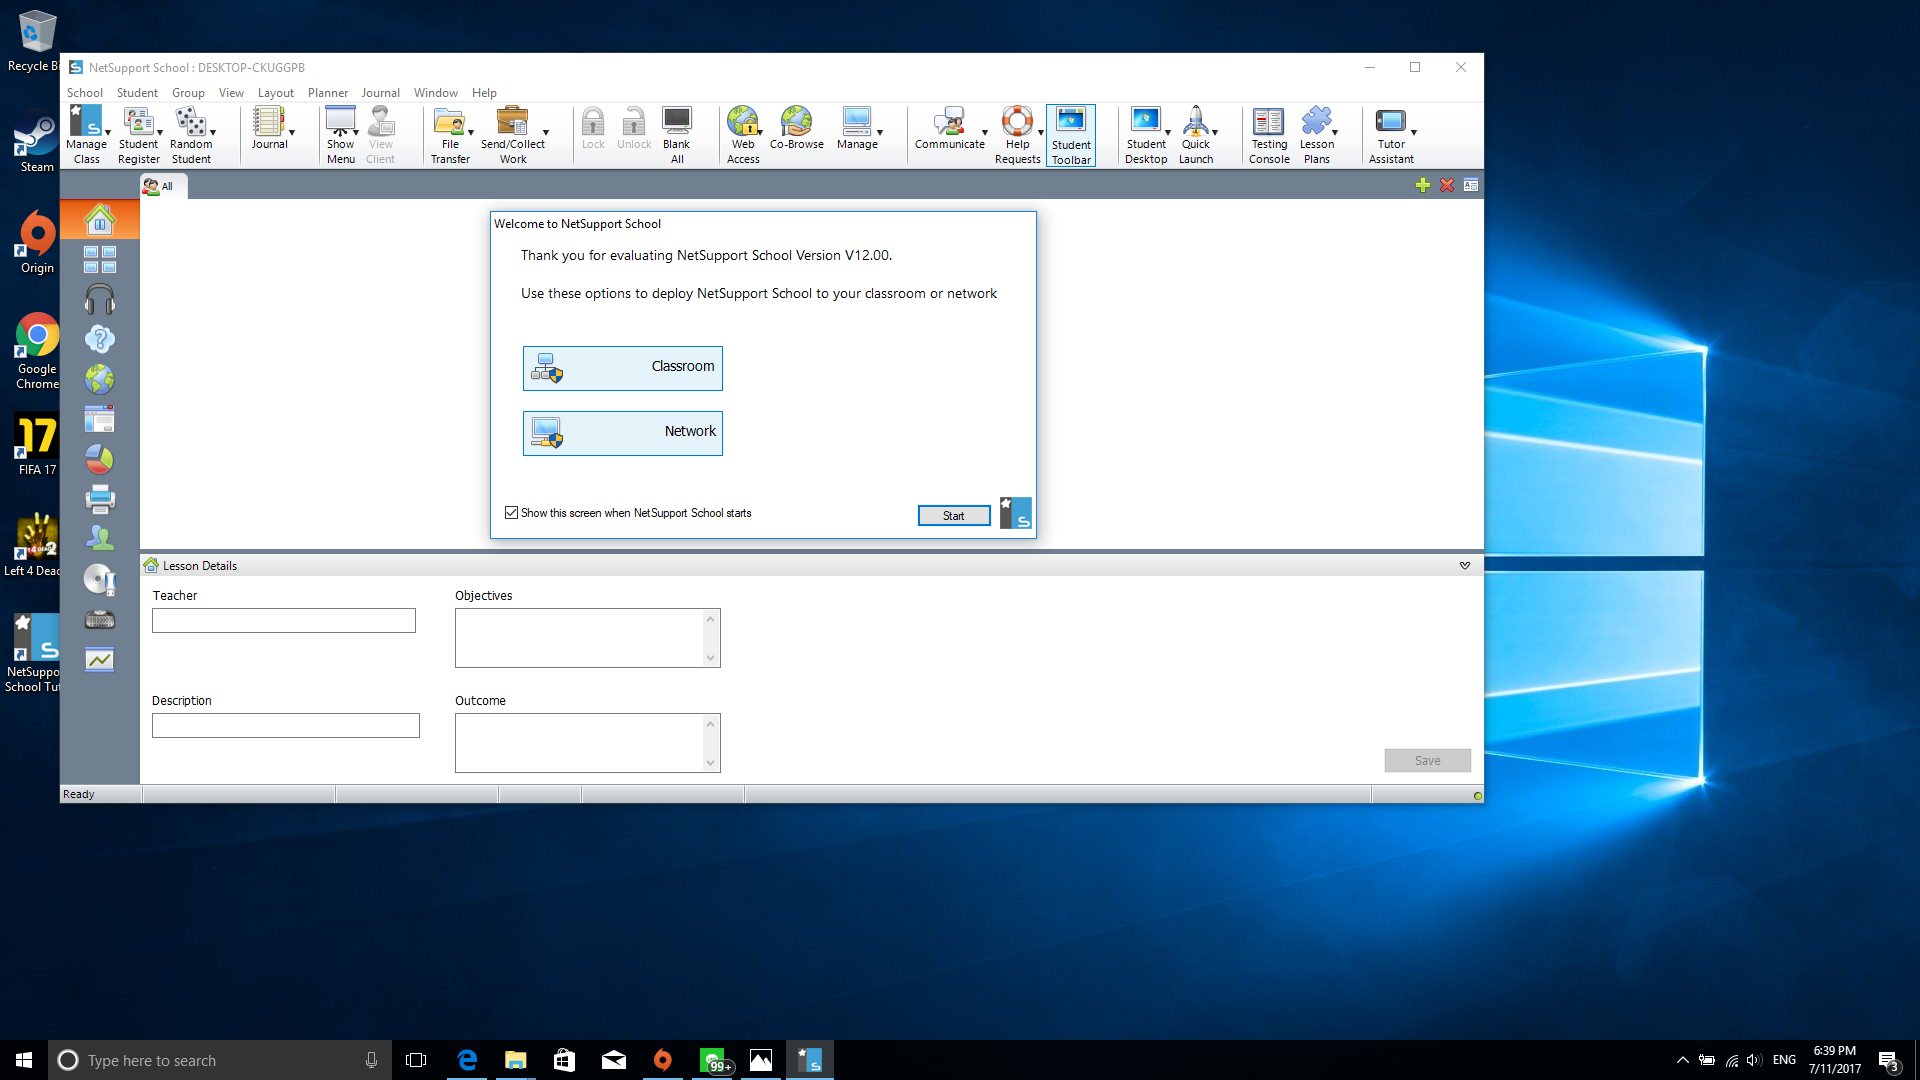 Recycle Bi
Steam
Origin
Google
Chrome
17
FIFA 17
Left 4 Dead
NetSuppo
School Tut
NetSupport School : DESKTOP-CKUGGPB
School Student Group View Layout Planner Journal Window Help
Manage Class
Student Register
Random Student
Journal
Show Menu
View Client
File Transfer
Send/Collect Work
Lock
Unlock
Blank All
Web Access
Co-Browse
Manage
Communicate
Help Requests
Student Toolbar
Student Desktop
Quick Launch
Testing Console
Lesson Plans
Tutor Assistant
All
Welcome to NetSupport School
Thank you for evaluating NetSupport School Version V12.00.
Use these options to deploy NetSupport School to your classroom or network
Classroom
Network
Show this screen when NetSupport School starts
Start
Lesson Details
Teacher
Objectives
Description
Outcome
Save
Ready
Type here to search
99+
ENG
6:39 PM
7/11/2017
3